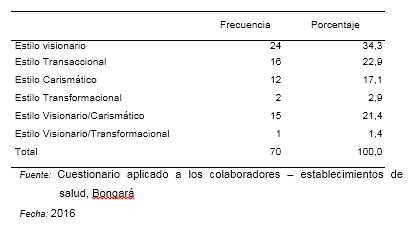 Frecuencia Porcentaje
Estilo visionario 24 34,3
Estilo Transaccional 16 22,9
Estilo Carismático 12 17,1
Estilo Transformacional 2 2,9
Estilo Visionario/Carismático 15 21,4
Estilo Visionario/Transformacional 1 1,4
Total 70 100,0
Fuente: Cuestionario aplicado a los colaboradores – establecimientos de
salud, Bongará
Fecha: 2016